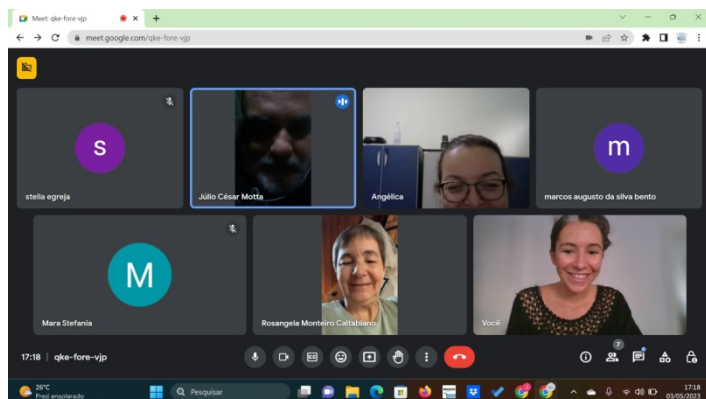 Meet: qke-fore-vjp
meet.google.com/qke-fore-vjp
s
m
stella egreja
Júlio César Motta
Angélica
marcos augusto da silva bento
M
Mara Stefania
Rosangela Monteiro Caltabiano
Você
17:18 | qke-fore-vjp
7
26°C
Pred ensolarado
Pesquisar
17:18
03/05/2023